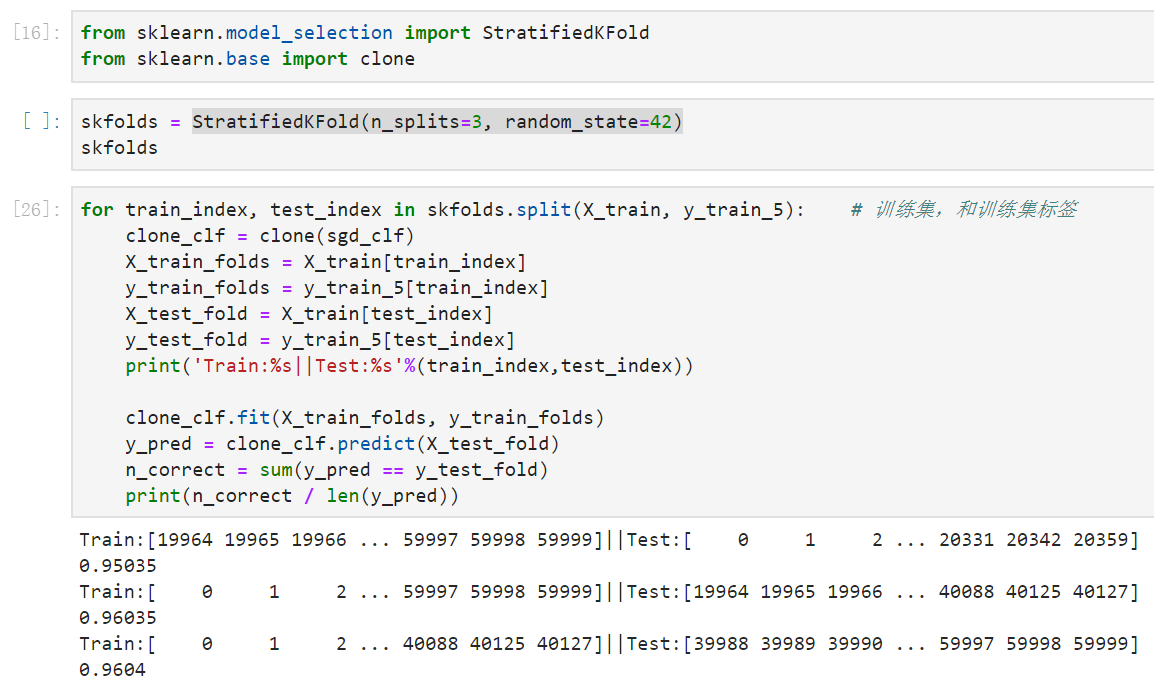 [16]: from sklearn.model_selection import StratifiedKFold
from sklearn.base import clone
[ ]: skfolds = StratifiedKFold(n_splits=3, random_state=42)
skfolds
[26]: for train_index, test_index in skfolds.split(X_train, y_train_5):    # 训练集，和训练集标签
    clone_clf = clone(sgd_clf)
    X_train_folds = X_train[train_index]
    y_train_folds = y_train_5[train_index]
    X_test_fold = X_train[test_index]
    y_test_fold = y_train_5[test_index]
    print('Train:%s||Test:%s'%(train_index,test_index))
    clone_clf.fit(X_train_folds, y_train_folds)
    y_pred = clone_clf.predict(X_test_fold)
    n_correct = sum(y_pred == y_test_fold)
    print(n_correct / len(y_pred))
Train:[19964 19965 19966 ... 59997 59998 59999]||Test:[    0     1     2 ... 20331 20342 20359]
0.95035
Train:[    0     1     2 ... 59997 59998 59999]||Test:[19964 19965 19966 ... 40088 40125 40127]
0.96035
Train:[    0     1     2 ... 40088 40125 40127]||Test:[39988 39989 39990 ... 59997 59998 59999]
0.9604